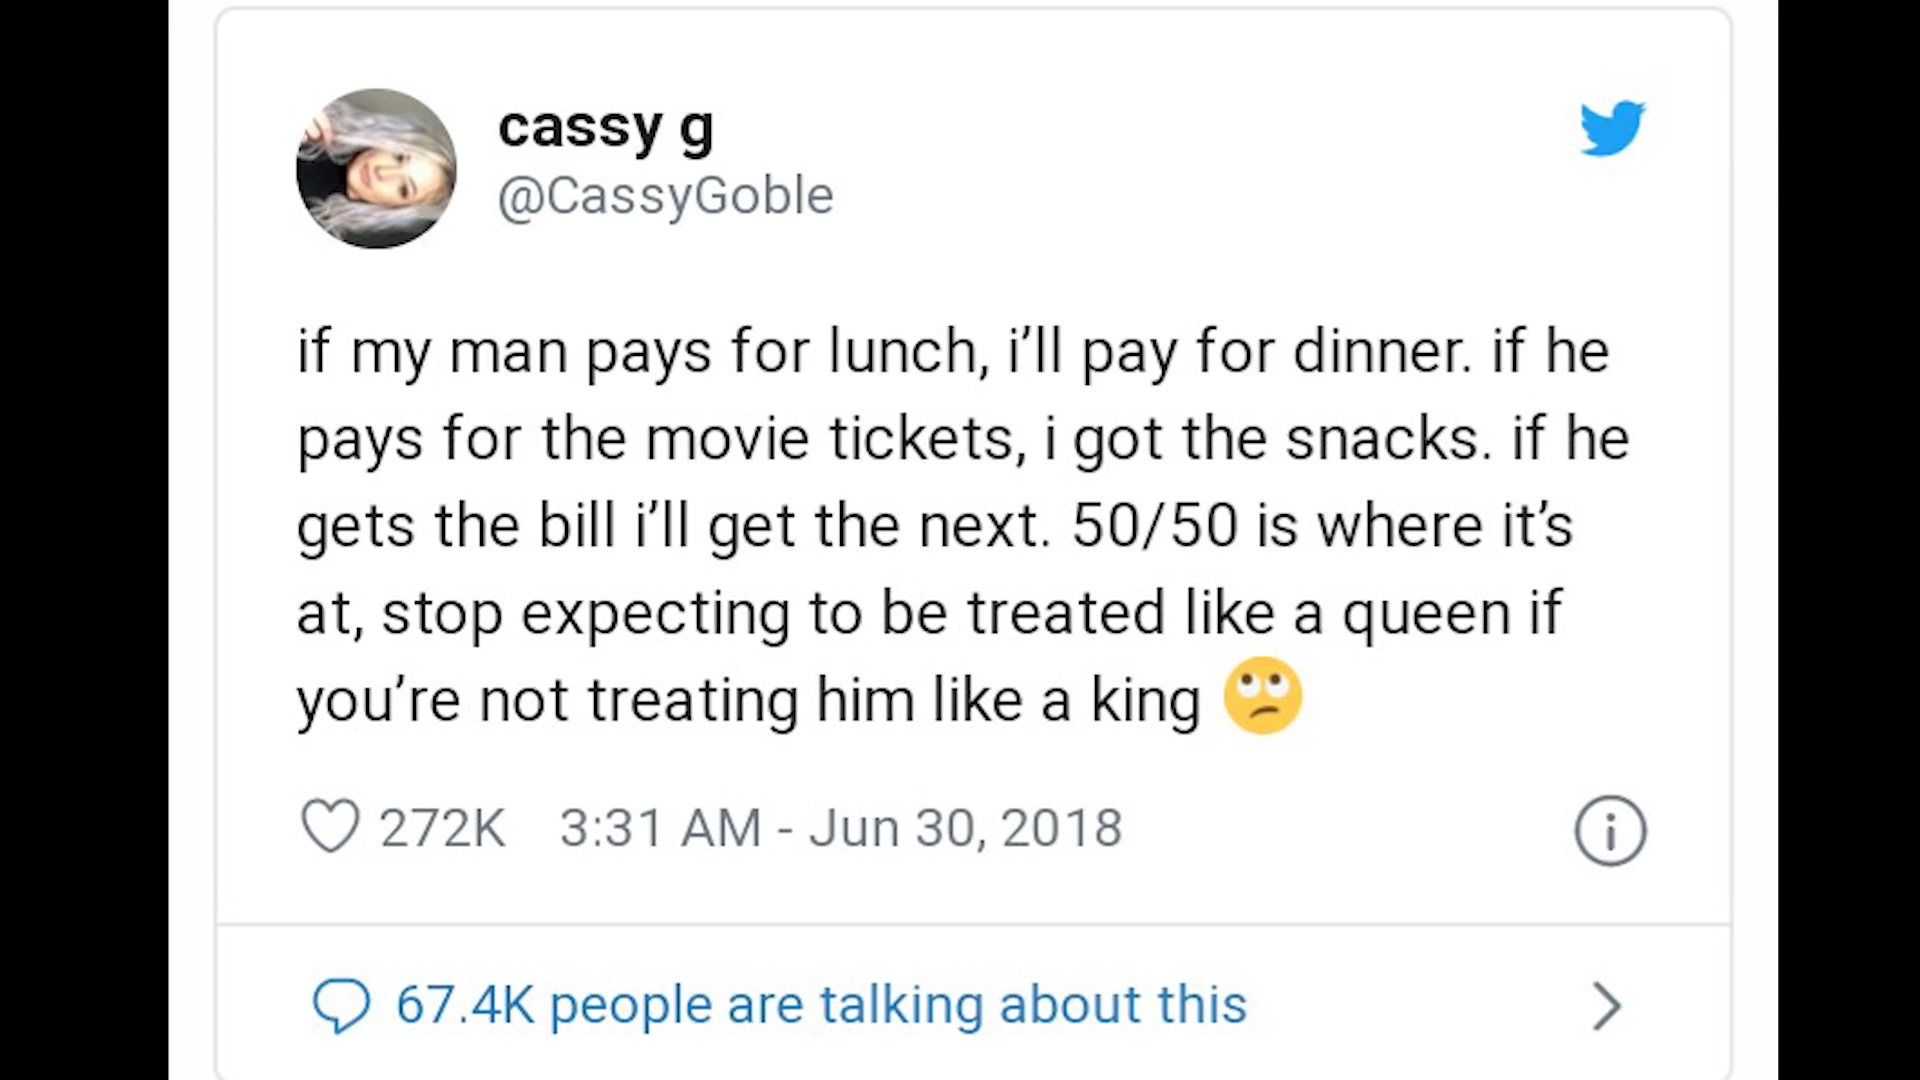 cassy g
@CassyGoble
if my man pays for lunch, i’ll pay for dinner. if he
pays for the movie tickets, i got the snacks. if he
gets the bill i’ll get the next. 50/50 is where it’s
at, stop expecting to be treated like a queen if
you’re not treating him like a king 🙄
272K 3:31 AM - Jun 30, 2018
67.4K people are talking about this